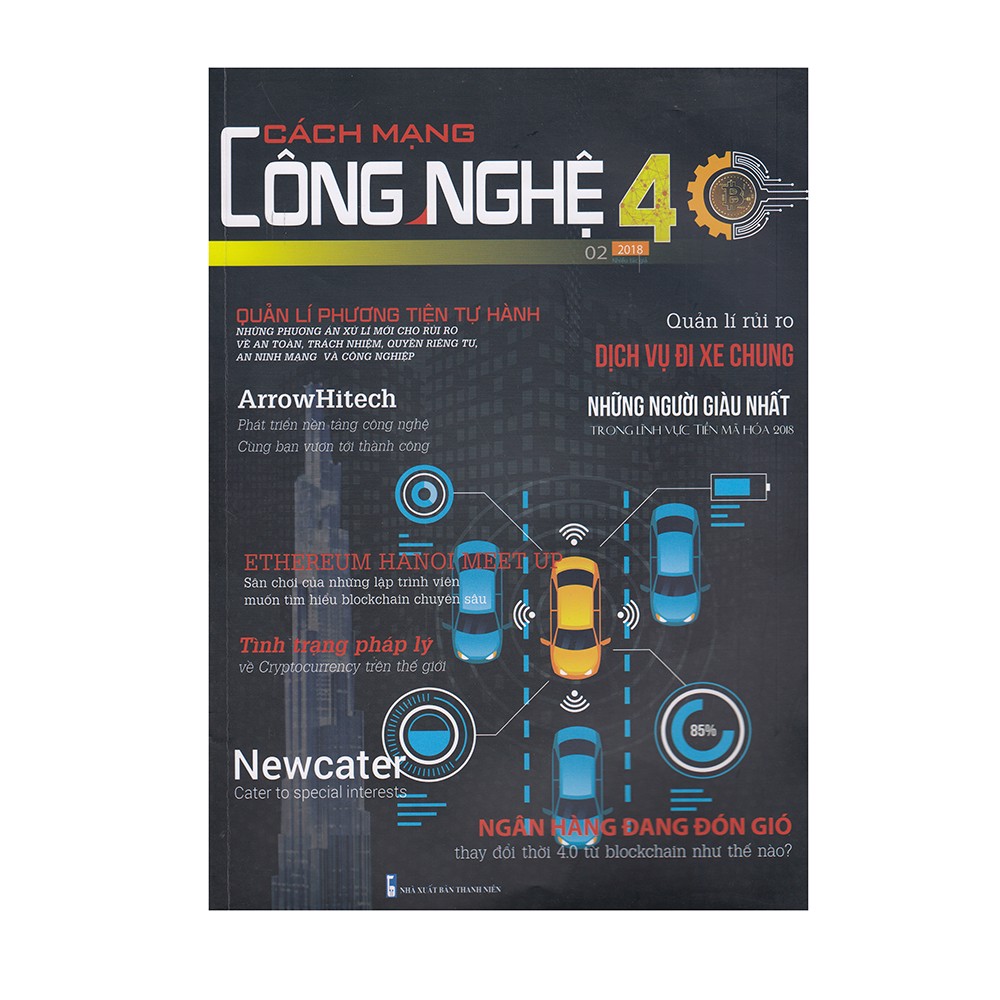 CÁCH MẠNG
CÔNG NGHỆ 4
02 2018
Nhiều tác giả
QUẢN LÍ PHƯƠNG TIỆN TỰ HÀNH
NHỮNG PHƯƠNG ÁN XỬ LÍ MỚI CHO RỦI RO
VỀ AN TOÀN, TRÁCH NHIỆM, QUYỀN RIÊNG TƯ,
AN NINH MẠNG VÀ CÔNG NGHIỆP
Quản lí rủi ro
DỊCH VỤ ĐI XE CHUNG
ArrowHitech
Phát triển nền tảng công nghệ
Cùng bạn vươn tới thành công
NHỮNG NGƯỜI GIÀU NHẤT
TRONG LĨNH VỰC TIỀN MÃ HÓA 2018
ETHEREUM HANOI MEET UP
Sân chơi của những lập trình viên
muốn tìm hiểu blockchain chuyên sâu
Tình trạng pháp lý
về Cryptocurrency trên thế giới
85%
Newcater
Cater to special interests
NGÂN HÀNG ĐANG ĐÓN GIÓ
thay đổi thời 4.0 từ blockchain như thế nào?
NHÀ XUẤT BẢN THANH NIÊN